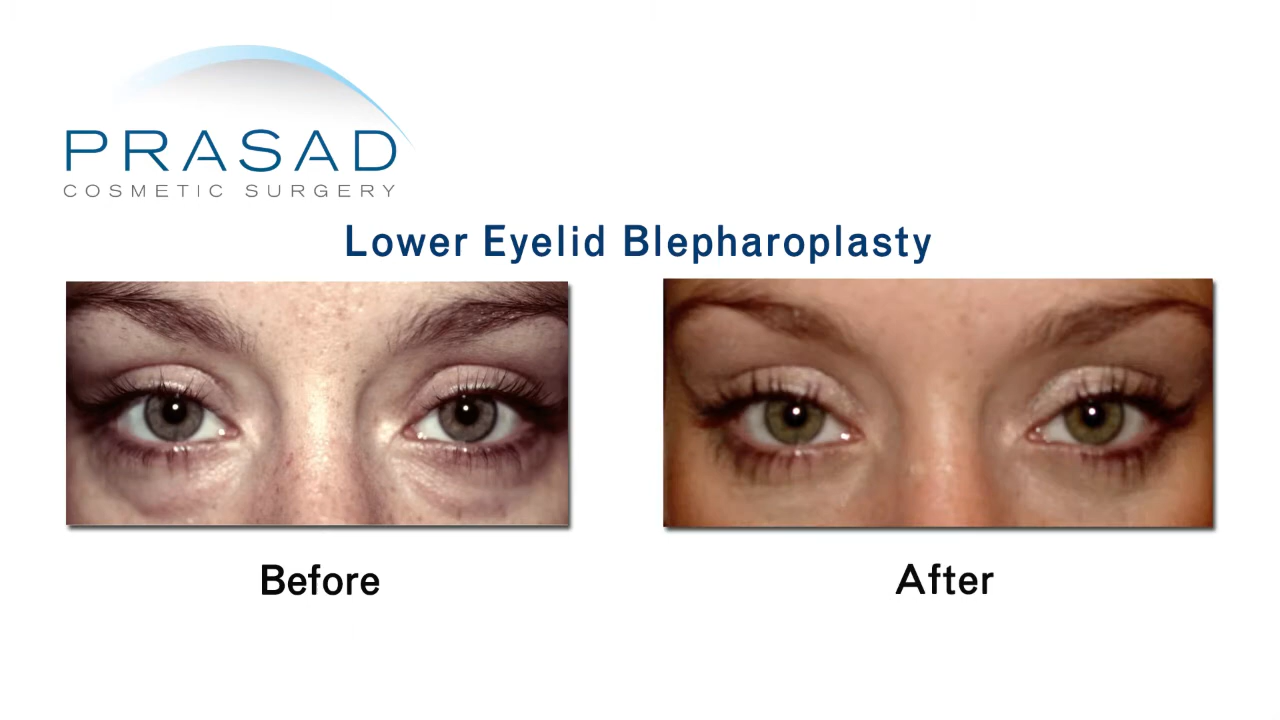 PRASAD
COSMETIC SURGERY
Lower Eyelid Blepharoplasty
Before
After